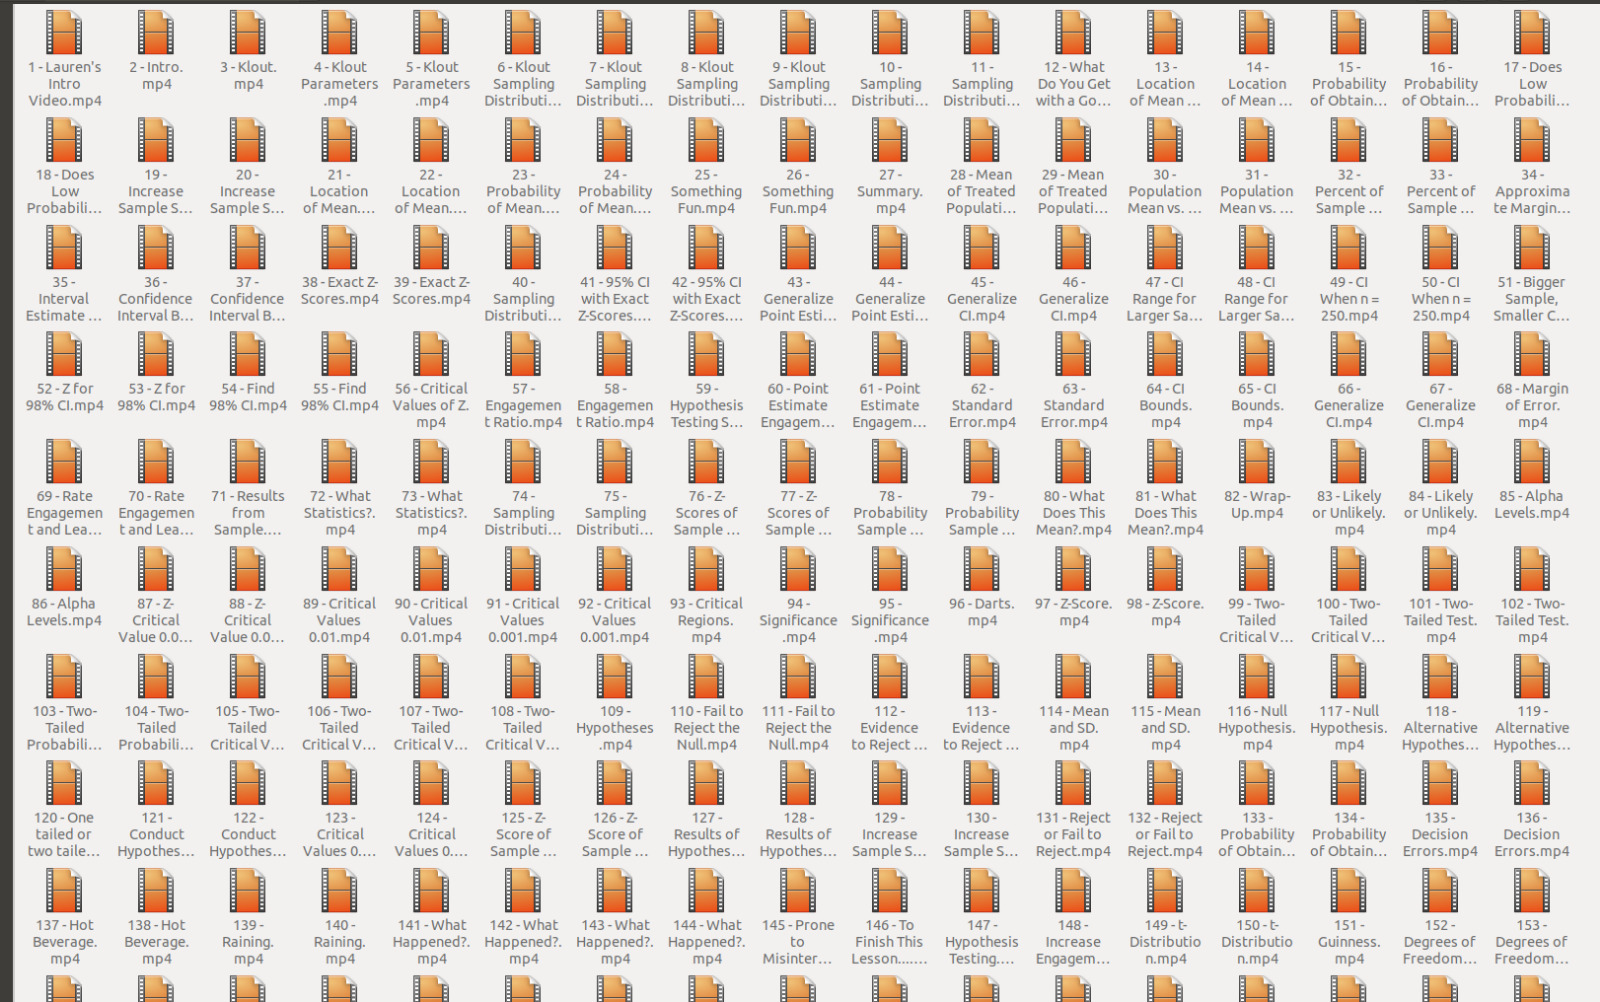 1 - Lauren's
Intro
Video.mp4
2 - Intro.
mp4
3 - Klout.
mp4
4 - Klout
Parameters
.mp4
5 - Klout
Parameters
.mp4
6 - Klout
Sampling
Distributi...
7 - Klout
Sampling
Distributi...
8 - Klout
Sampling
Distributi...
9 - Klout
Sampling
Distributi...
10 -
Sampling
Distributi...
11 -
Sampling
Distributi...
12 - What
Do You Get
with a Go...
13 -
Location
of Mean ...
14 -
Location
of Mean ...
15 -
Probability
of Obtain...
16 -
Probability
of Obtain...
17 - Does
Low
Probabili...
18 - Does
Low
Probabili...
19 -
Increase
Sample S...
20 -
Increase
Sample S...
21 -
Location
of Mean....
22 -
Location
of Mean....
23 -
Probability
of Mean....
24 -
Probability
of Mean....
25 -
Something
Fun.mp4
26 -
Something
Fun.mp4
27 -
Summary.
mp4
28 - Mean
of Treated
Populati...
29 - Mean
of Treated
Populati...
30 -
Population
Mean vs. ...
31 -
Population
Mean vs. ...
32 -
Percent of
Sample ...
33 -
Percent of
Sample ...
34 -
Approxima
te Margin...
35 -
Interval
Estimate ...
36 -
Confidence
Interval B...
37 -
Confidence
Interval B...
38 - Exact Z-
Scores.mp4
39 - Exact Z-
Scores.mp4
40 -
Sampling
Distributi...
41 - 95% CI
with Exact
Z-Scores....
42 - 95% CI
with Exact
Z-Scores....
43 -
Generalize
Point Esti...
44 -
Generalize
Point Esti...
45 -
Generalize
CI.mp4
46 -
Generalize
CI.mp4
47 - CI
Range for
Larger Sa...
48 - CI
Range for
Larger Sa...
49 - CI
When n =
250.mp4
50 - CI
When n =
250.mp4
51 - Bigger
Sample,
Smaller C...
52 - Z for
98% CI.mp4
53 - Z for
98% CI.mp4
54 - Find
98% CI.mp4
55 - Find
98% CI.mp4
56 - Critical
Values of Z.
mp4
57 -
Engagemen
t Ratio.mp4
58 -
Engagemen
t Ratio.mp4
59 -
Hypothesis
Testing S...
60 - Point
Estimate
Engagem...
61 - Point
Estimate
Engagem...
62 -
Standard
Error.mp4
63 -
Standard
Error.mp4
64 - CI
Bounds.
mp4
65 - CI
Bounds.
mp4
66 -
Generalize
CI.mp4
67 -
Generalize
CI.mp4
68 - Margin
of Error.
mp4
69 - Rate
Engagemen
t and Lea...
70 - Rate
Engagemen
t and Lea...
71 - Results
from
Sample....
72 - What
Statistics?.
mp4
73 - What
Statistics?.
mp4
74 -
Sampling
Distributi...
75 -
Sampling
Distributi...
76 - Z-
Scores of
Sample ...
77 - Z-
Scores of
Sample ...
78 -
Probability
Sample ...
79 -
Probability
Sample ...
80 - What
Does This
Mean?.mp4
81 - What
Does This
Mean?.mp4
82 - Wrap-
Up.mp4
83 - Likely
or Unlikely.
mp4
84 - Likely
or Unlikely.
mp4
85 - Alpha
Levels.mp4
86 - Alpha
Levels.mp4
87 - Z-
Critical
Value 0.0...
88 - Z-
Critical
Value 0.0...
89 - Critical
Values
0.01.mp4
90 - Critical
Values
0.01.mp4
91 - Critical
Values
0.001.mp4
92 - Critical
Values
0.001.mp4
93 - Critical
Regions.
mp4
94 -
Significance
.mp4
95 -
Significance
.mp4
96 - Darts.
mp4
97 - Z-Score.
mp4
98 - Z-Score.
mp4
99 - Two-
Tailed
Critical V...
100 - Two-
Tailed
Critical V...
101 - Two-
Tailed Test.
mp4
102 - Two-
Tailed Test.
mp4
103 - Two-
Tailed
Probabili...
104 - Two-
Tailed
Probabili...
105 - Two-
Tailed
Critical V...
106 - Two-
Tailed
Critical V...
107 - Two-
Tailed
Critical V...
108 - Two-
Tailed
Critical V...
109 -
Hypotheses
.mp4
110 - Fail to
Reject the
Null.mp4
111 - Fail to
Reject the
Null.mp4
112 -
Evidence
to Reject ...
113 -
Evidence
to Reject ...
114 - Mean
and SD.
mp4
115 - Mean
and SD.
mp4
116 - Null
Hypothesis.
mp4
117 - Null
Hypothesis.
mp4
118 -
Alternative
Hypothes...
119 -
Alternative
Hypothes...
120 - One
tailed or
two taile...
121 -
Conduct
Hypothes...
122 -
Conduct
Hypothes...
123 -
Critical
Values 0....
124 -
Critical
Values 0....
125 - Z-
Score of
Sample ...
126 - Z-
Score of
Sample ...
127 -
Results of
Hypothes...
128 -
Results of
Hypothes...
129 -
Increase
Sample S...
130 -
Increase
Sample S...
131 - Reject
or Fail to
Reject.mp4
132 - Reject
or Fail to
Reject.mp4
133 -
Probability
of Obtain...
134 -
Probability
of Obtain...
135 -
Decision
Errors.mp4
136 -
Decision
Errors.mp4
137 - Hot
Beverage.
mp4
138 - Hot
Beverage.
mp4
139 -
Raining.
mp4
140 -
Raining.
mp4
141 - What
Happened?.
mp4
142 - What
Happened?.
mp4
143 - What
Happened?.
mp4
144 - What
Happened?.
mp4
145 - Prone
to
Misinter...
146 - To
Finish This
Lesson.......
147 -
Hypothesis
Testing....
148 -
Increase
Engagem...
149 - t-
Distributio
n.mp4
150 - t-
Distributio
n.mp4
151 -
Guinness.
mp4
152 -
Degrees of
Freedom...
153 -
Degrees of
Freedom...